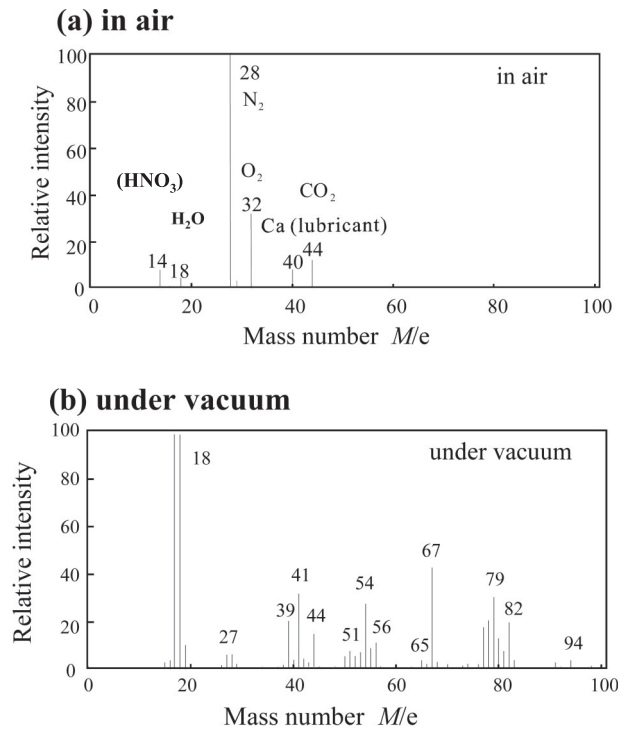 (a) in air
100
80
60
40
20
0
Relative intensity
in air
28
N₂
O₂
32
(HNO₃)
H₂O
CO₂
Ca (lubricant)
14
18
40
44
0 20 40 60 80 100
Mass number M/e
(b) under vacuum
100
80
60
40
20
0
Relative intensity
under vacuum
18
67
41
54
79
39
82
44
27
51
56
65
94
0 20 40 60 80 100
Mass number M/e